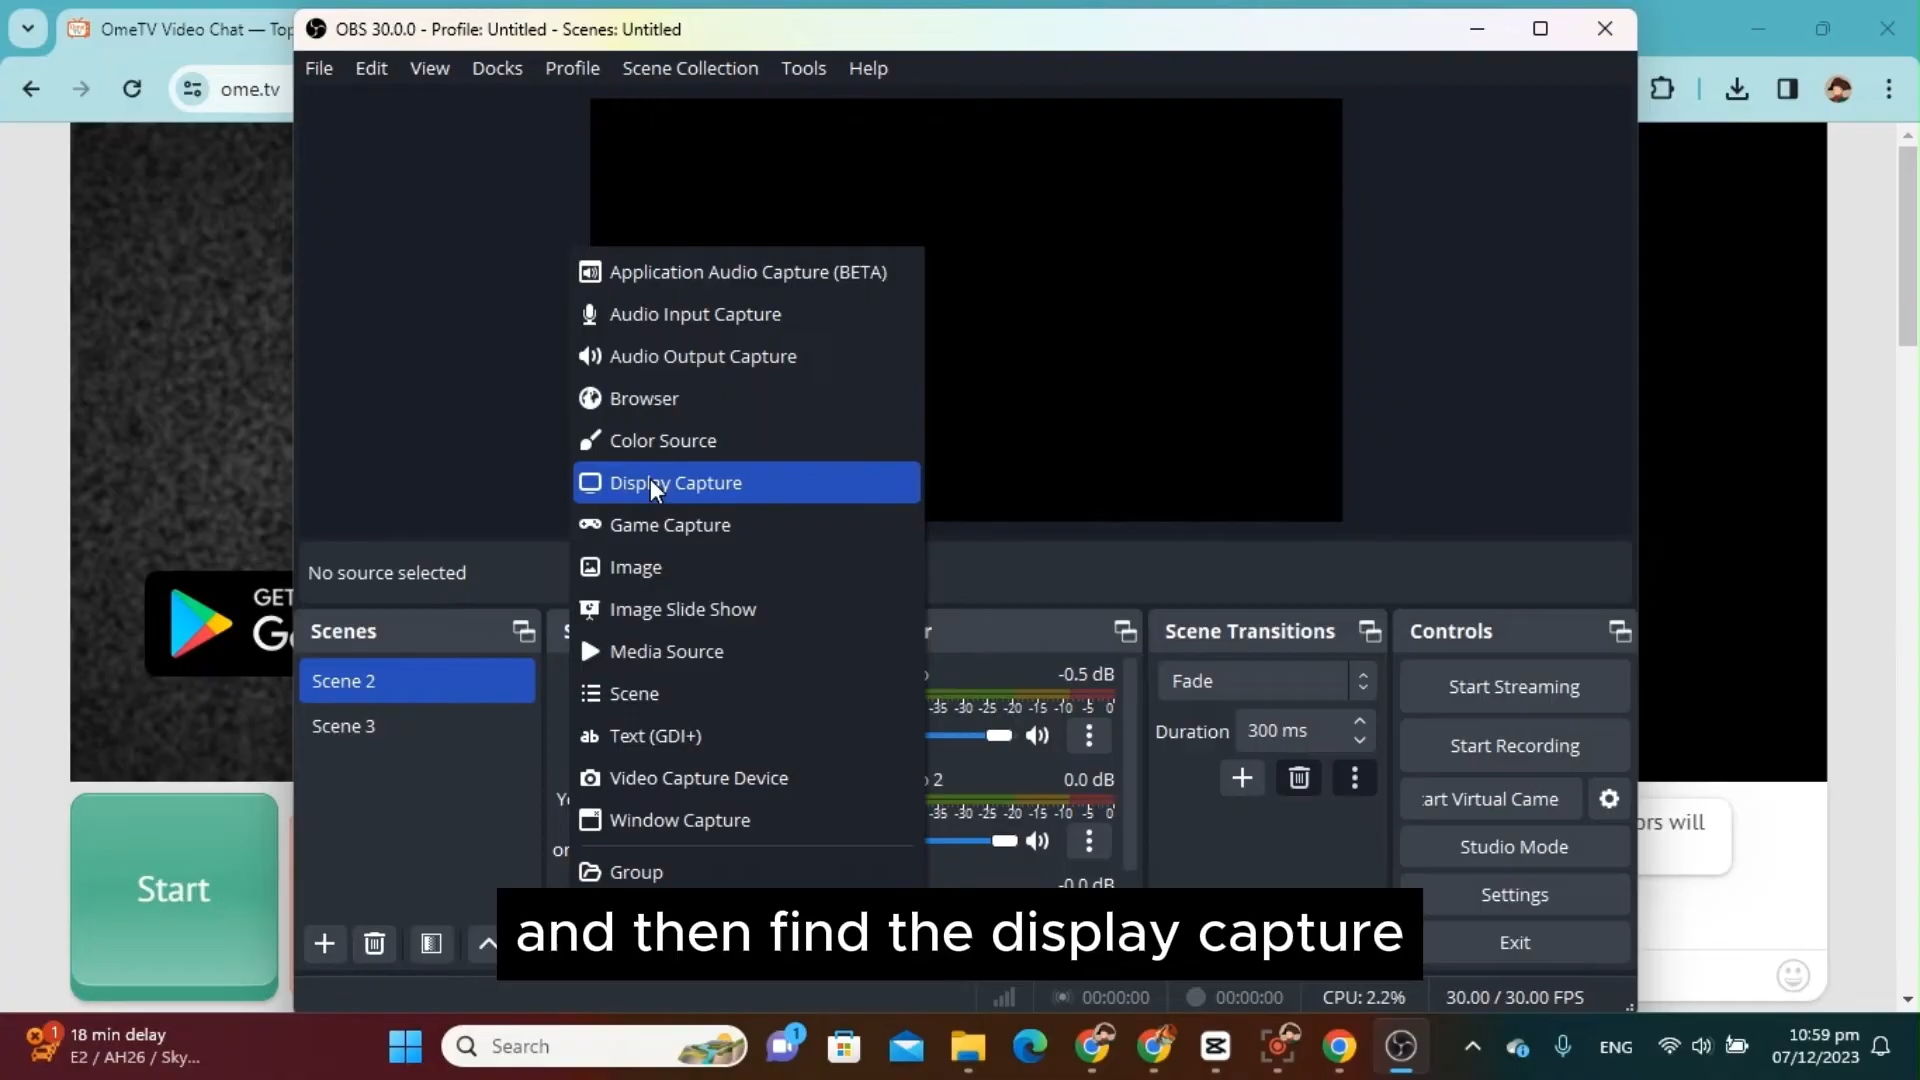 OmeTV Video Chat — Top
OBS 30.0.0 - Profile: Untitled - Scenes: Untitled
File Edit View Docks Profile Scene Collection Tools Help
ome.tv
Application Audio Capture (BETA)
Audio Input Capture
Audio Output Capture
Browser
Color Source
Display Capture
Game Capture
Image
Image Slide Show
Media Source
Scene
Text (GDI+)
Video Capture Device
Window Capture
Group
No source selected
GET
Scenes
Scene 2
Scene 3
-0.5 dB
-35 -30 -25 -20 -15 -10 -5 0
2 0.0 dB
-35 -30 -25 -20 -15 -10 -5 0
-0.0 dB
Scene Transitions
Fade
Duration 300 ms
Controls
Start Streaming
Start Recording
art Virtual Came
Studio Mode
Settings
Exit
ors will
Start
and then find the display capture
00:00:00 00:00:00 CPU: 2.2% 30.00 / 30.00 FPS
1
18 min delay
E2 / AH26 / Sky...
Search
1
ENG
10:59 pm
07/12/2023